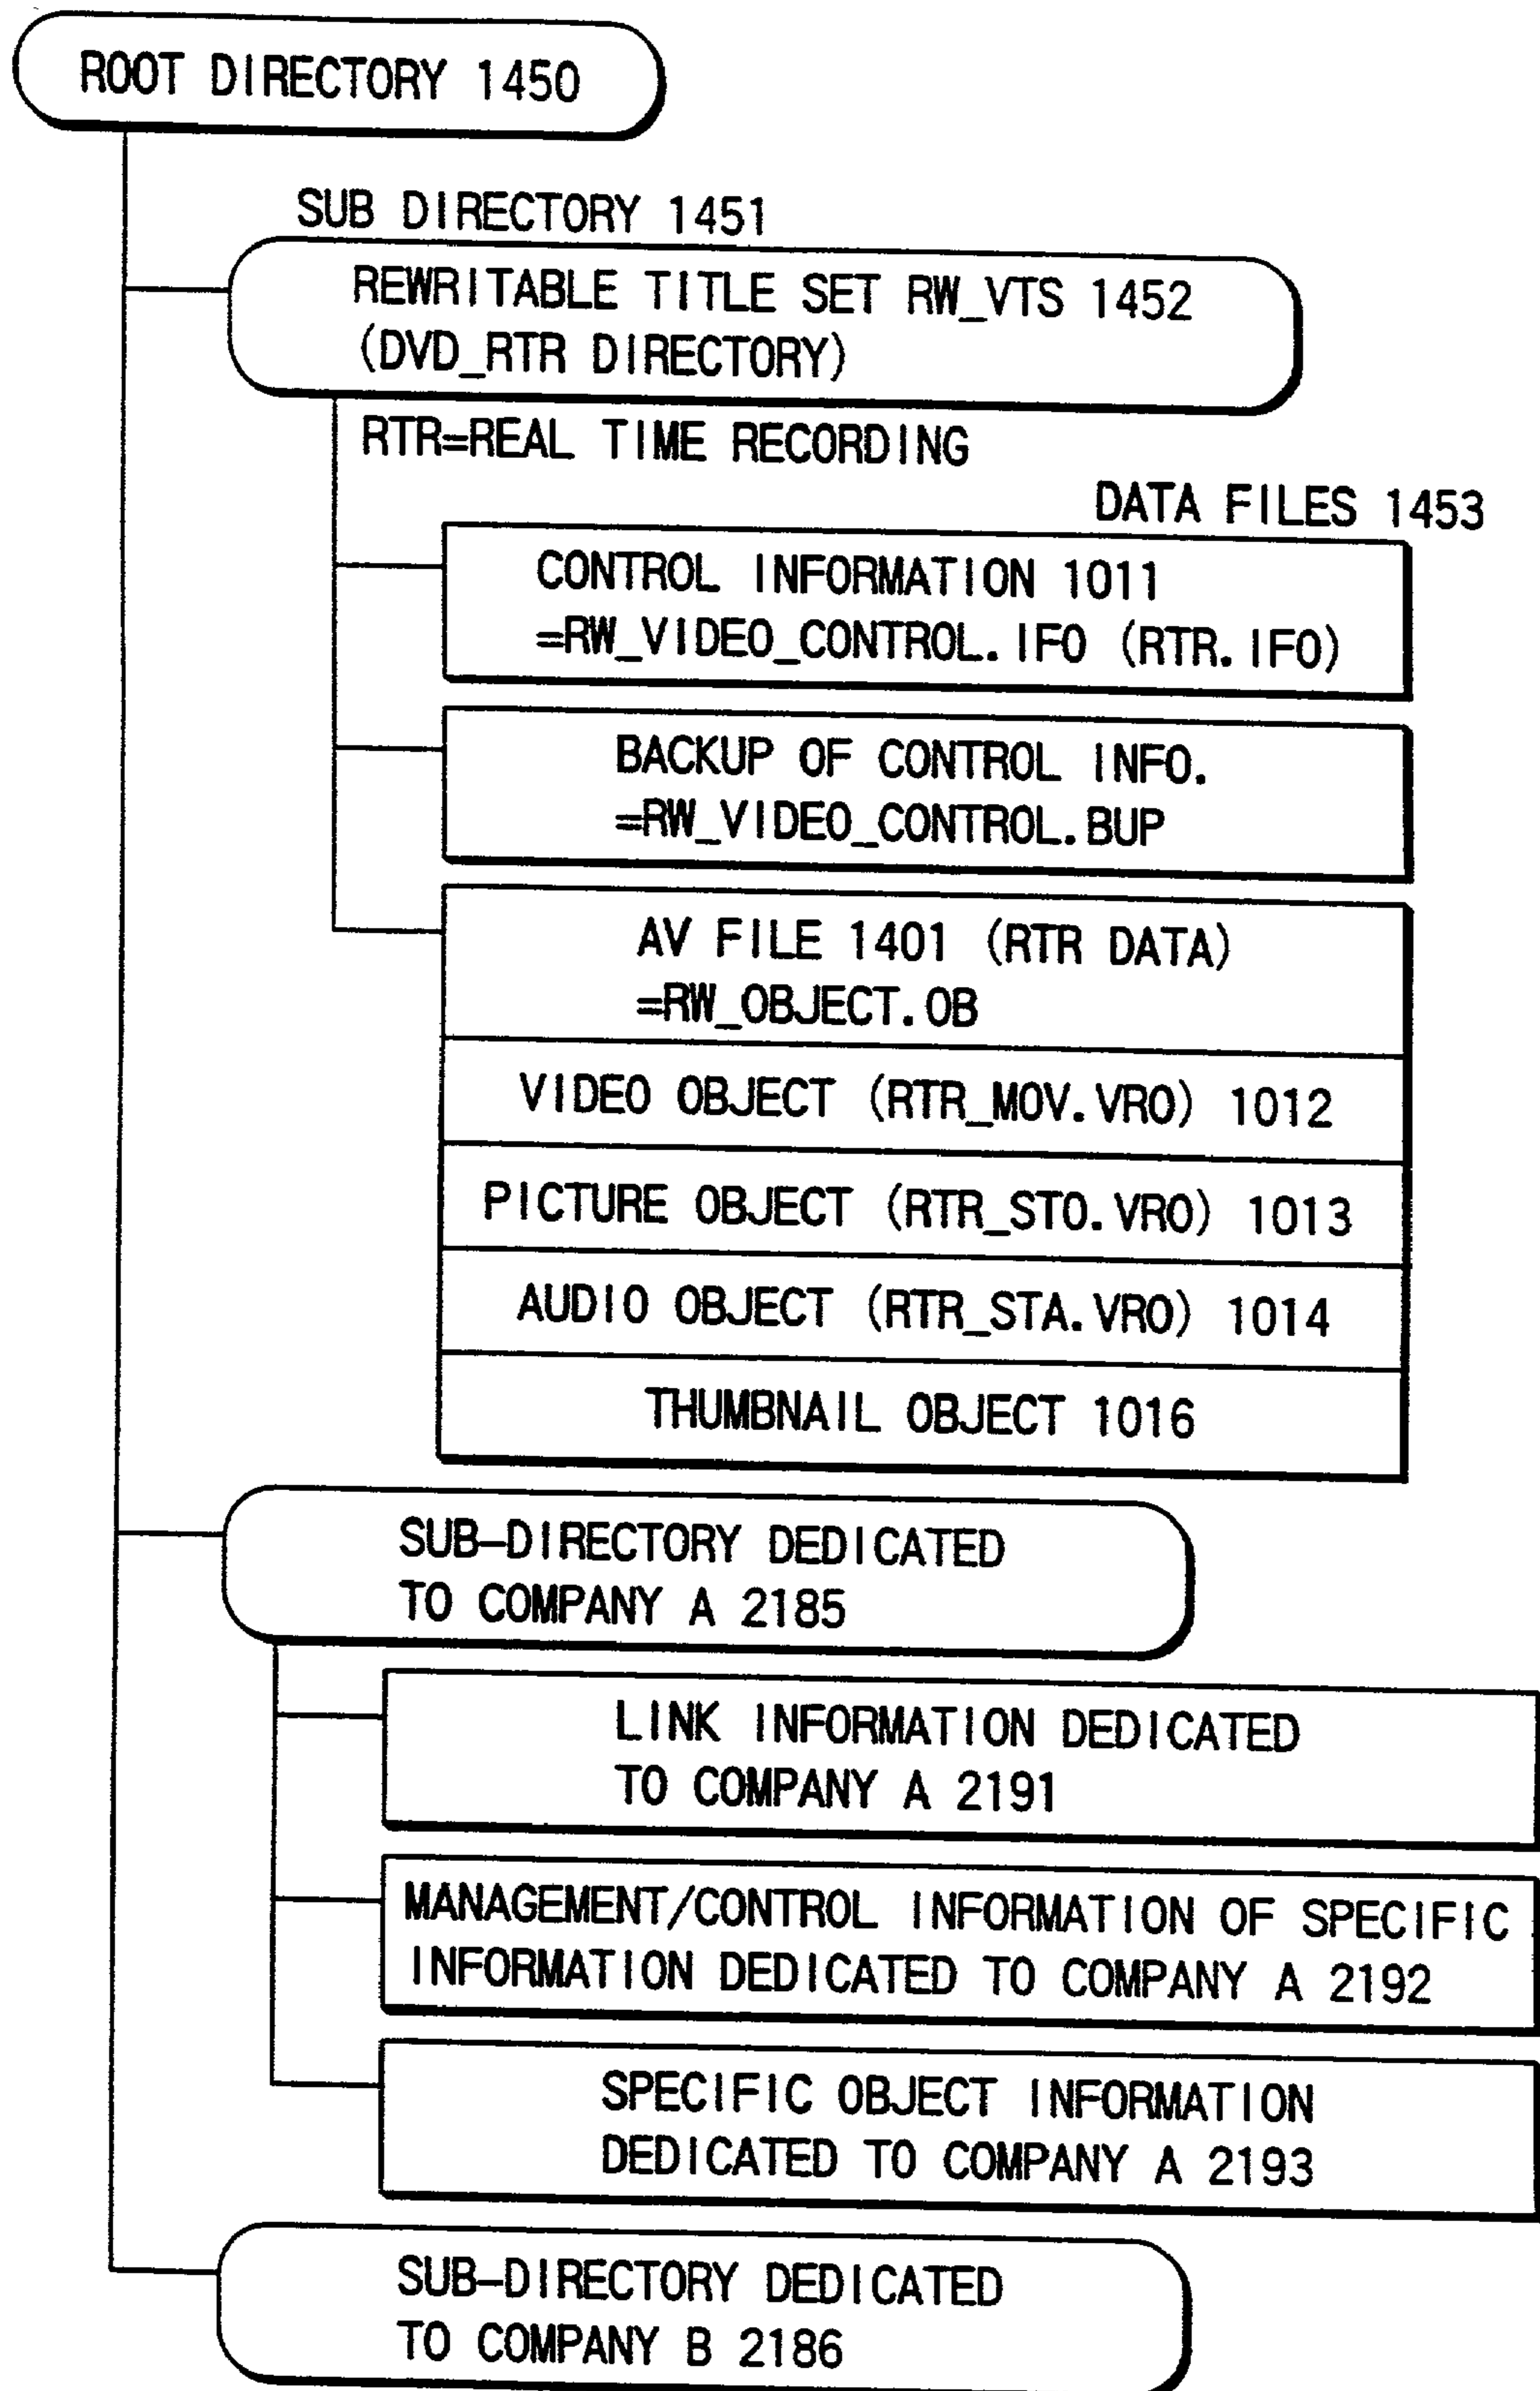 ROOT DIRECTORY 1450
SUB DIRECTORY 1451
REWRITABLE TITLE SET RW_VTS 1452
(DVD_RTR DIRECTORY)
RTR=REAL TIME RECORDING
DATA FILES 1453
CONTROL INFORMATION 1011
=RW_VIDEO_CONTROL.IFO (RTR.IFO)
BACKUP OF CONTROL INFO.
=RW_VIDEO_CONTROL.BUP
AV FILE 1401 (RTR DATA)
=RW_OBJECT.OB
VIDEO OBJECT (RTR_MOV.VRO) 1012
PICTURE OBJECT (RTR_STO.VRO) 1013
AUDIO OBJECT (RTR_STA.VRO) 1014
THUMBNAIL OBJECT 1016
SUB-DIRECTORY DEDICATED
TO COMPANY A 2185
LINK INFORMATION DEDICATED
TO COMPANY A 2191
MANAGEMENT/CONTROL INFORMATION OF SPECIFIC
INFORMATION DEDICATED TO COMPANY A 2192
SPECIFIC OBJECT INFORMATION
DEDICATED TO COMPANY A 2193
SUB-DIRECTORY DEDICATED
TO COMPANY B 2186